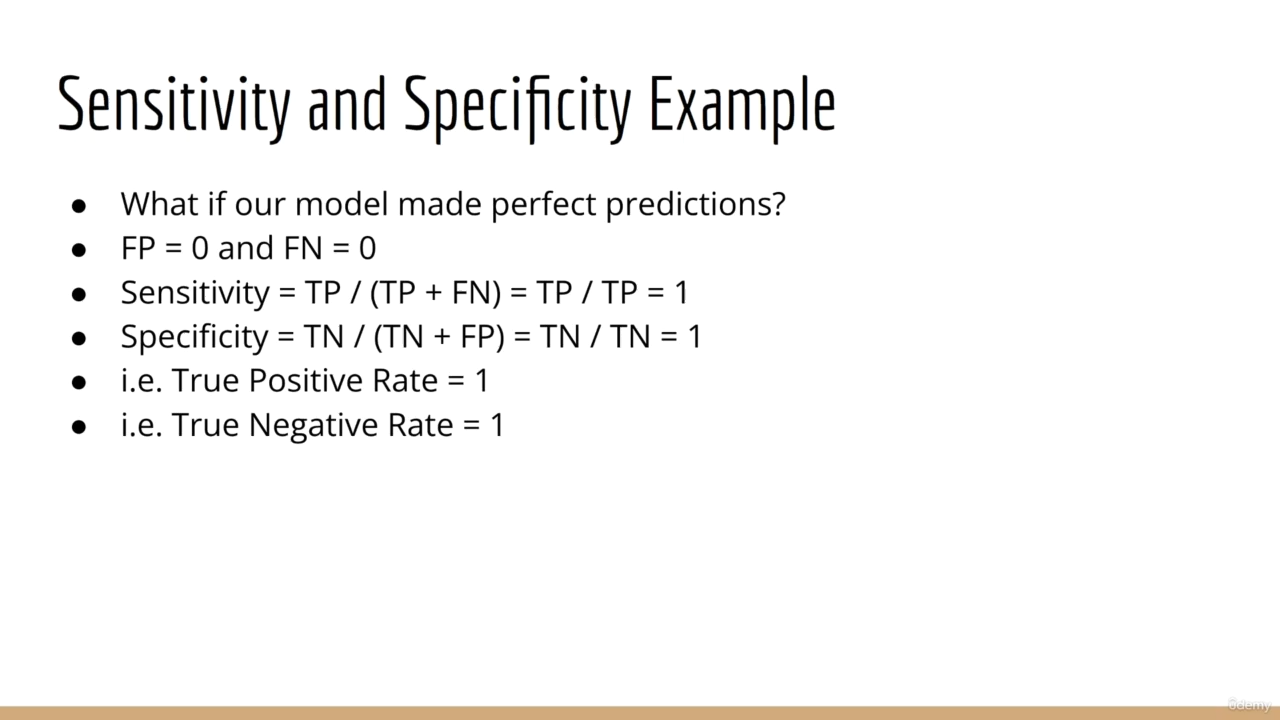 Sensitivity and Specificity Example
● What if our model made perfect predictions?
● FP = 0 and FN = 0
● Sensitivity = TP / (TP + FN) = TP / TP = 1
● Specificity = TN / (TN + FP) = TN / TN = 1
● i.e. True Positive Rate = 1
● i.e. True Negative Rate = 1
ûdemy